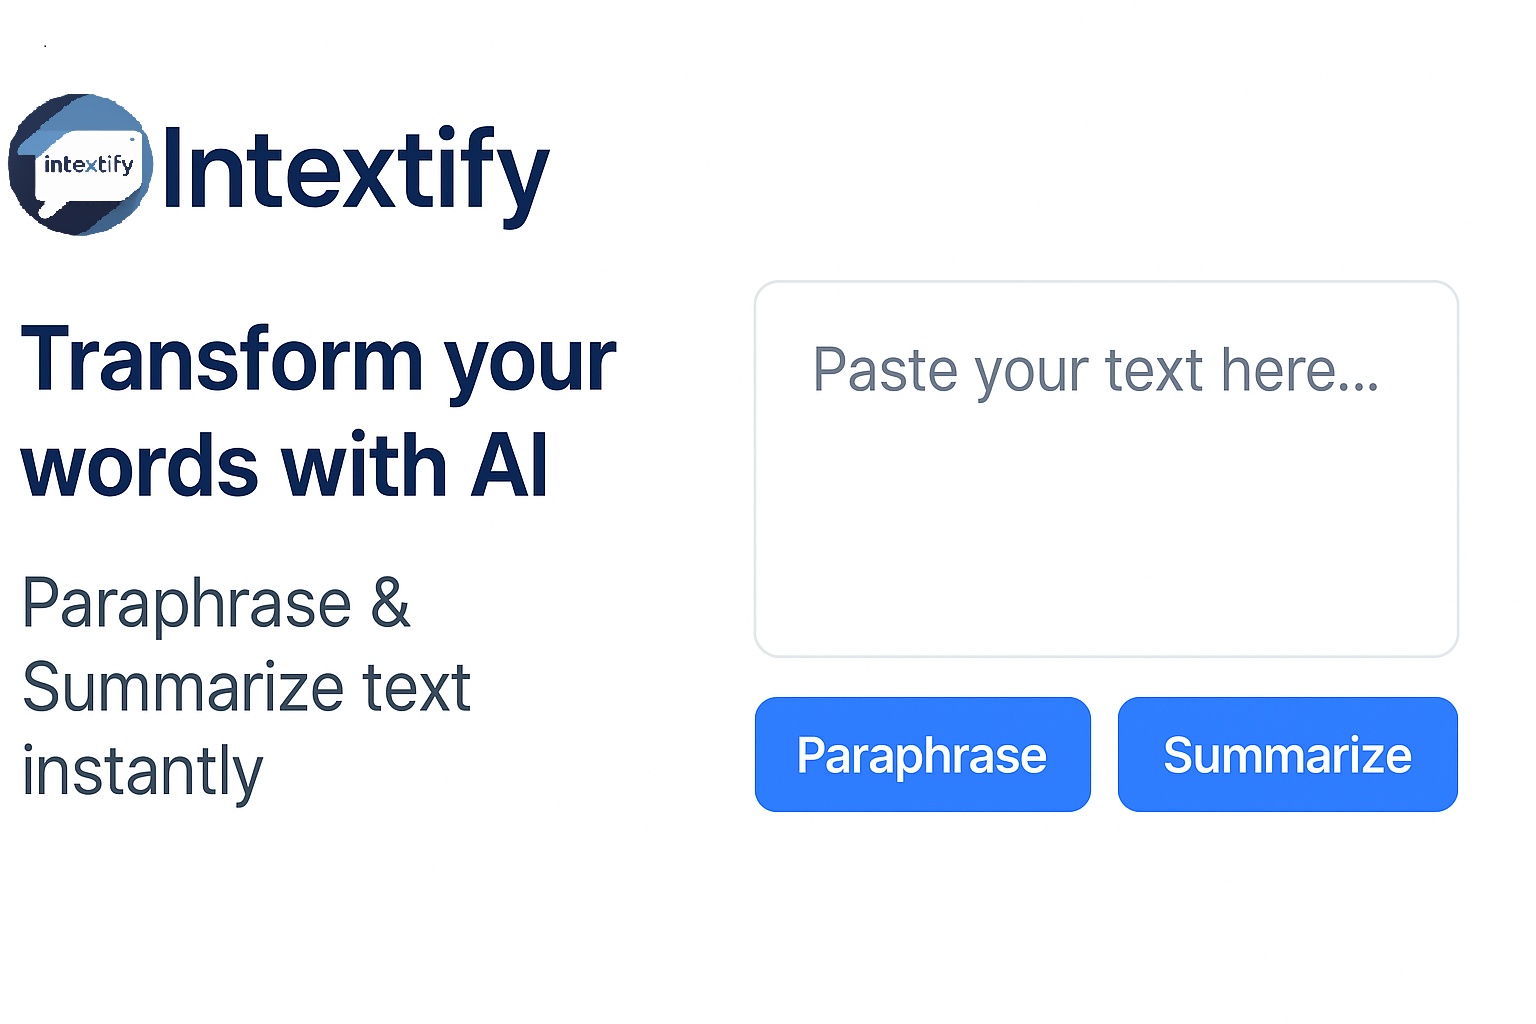 intextify
Intextify
Transform your
words with AI
Paraphrase &
Summarize text
instantly
Paste your text here...
Paraphrase
Summarize